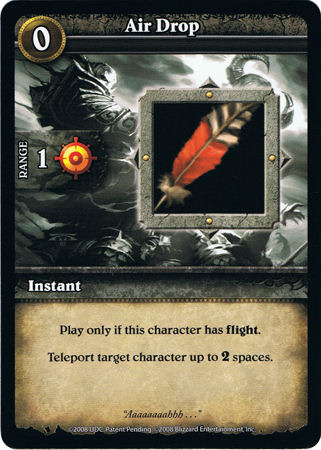 0
Air Drop
RANGE
1
Instant
Play only if this character has flight.
Teleport target character up to 2 spaces.
"Aaaaaaaahhh . . ."
©2008 UDC. Patent Pending. ©2008 Blizzard Entertainment, Inc.